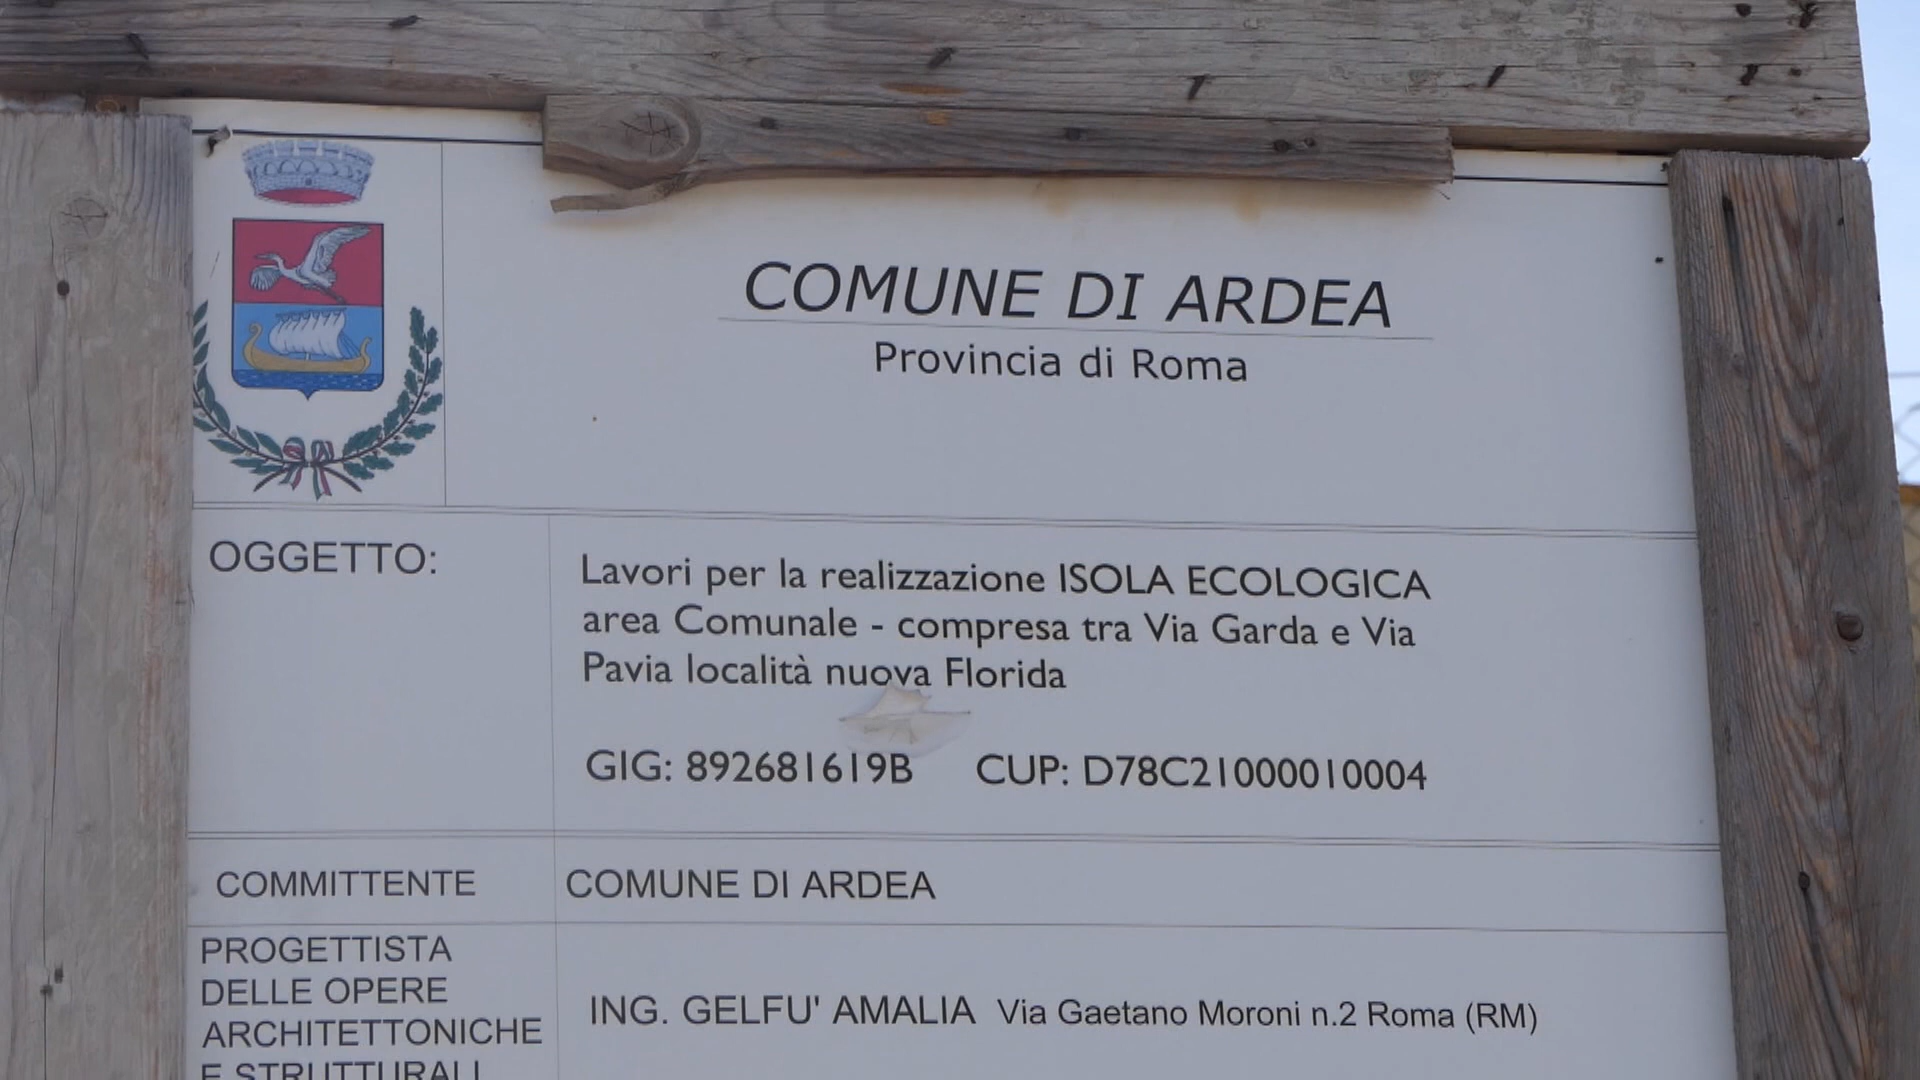 COMUNE DI ARDEA
Provincia di Roma
OGGETTO:
Lavori per la realizzazione ISOLA ECOLOGICA
area Comunale - compresa tra Via Garda e Via
Pavia località nuova Florida
GIG: 892681619B CUP: D78C21000010004
COMMITTENTE
COMUNE DI ARDEA
PROGETTISTA
DELLE OPERE
ARCHITETTONICHE
E STRUTTURALI
ING. GELFU' AMALIA Via Gaetano Moroni n.2 Roma (RM)